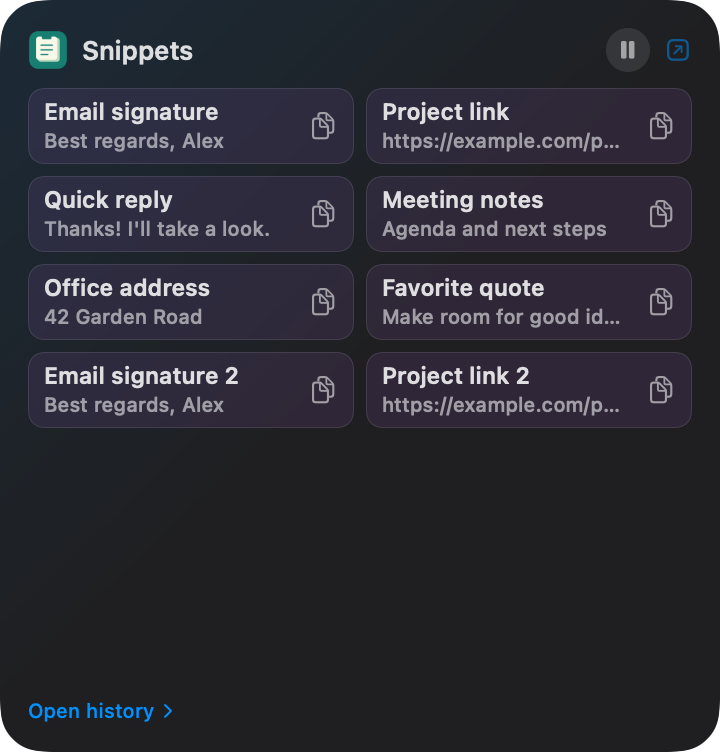 Snippets
Email signature
Best regards, Alex
Project link
https://example.com/p...
Quick reply
Thanks! I'll take a look.
Meeting notes
Agenda and next steps
Office address
42 Garden Road
Favorite quote
Make room for good id...
Email signature 2
Best regards, Alex
Project link 2
https://example.com/p...
Open history